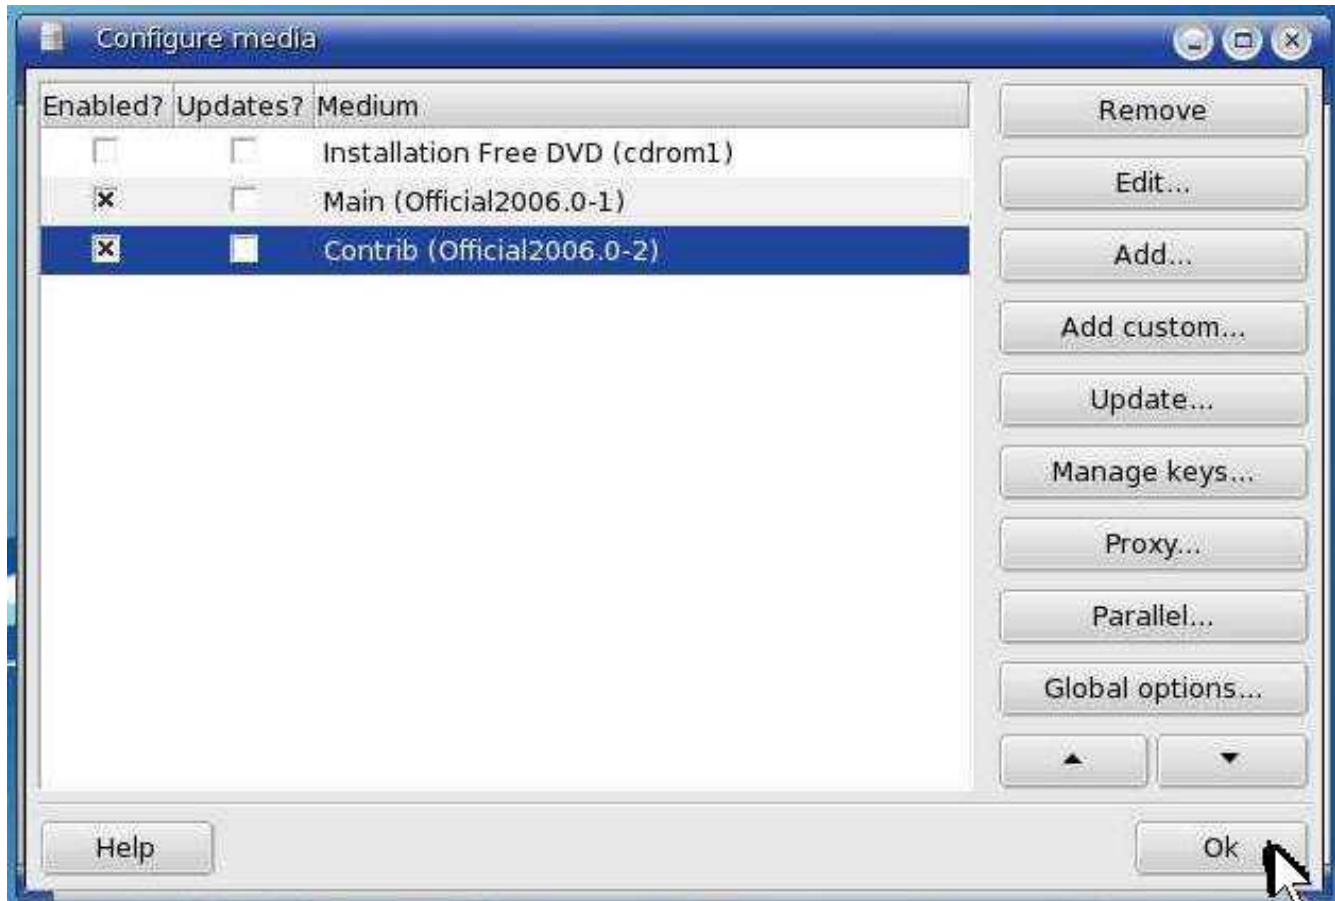 Configure media
Enabled? Updates? Medium
Installation Free DVD (cdrom1)
Main (Official2006.0-1)
Contrib (Official2006.0-2)
Remove
Edit...
Add...
Add custom...
Update...
Manage keys...
Proxy...
Parallel...
Global options...
Help
Ok